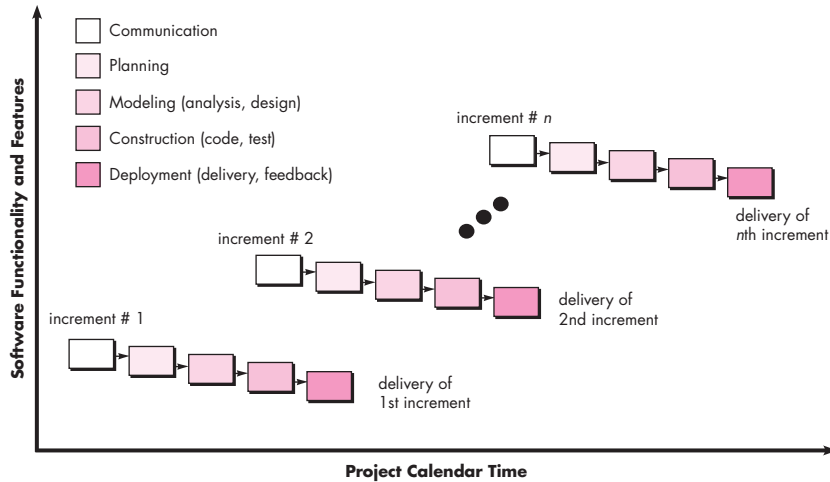 Communication
Planning
Modeling (analysis, design)
Construction (code, test)
Deployment (delivery, feedback)
increment # n
delivery of
nth increment
increment # 2
delivery of
2nd increment
increment # 1
delivery of
1st increment
Software Functionality and Features
Project Calendar Time